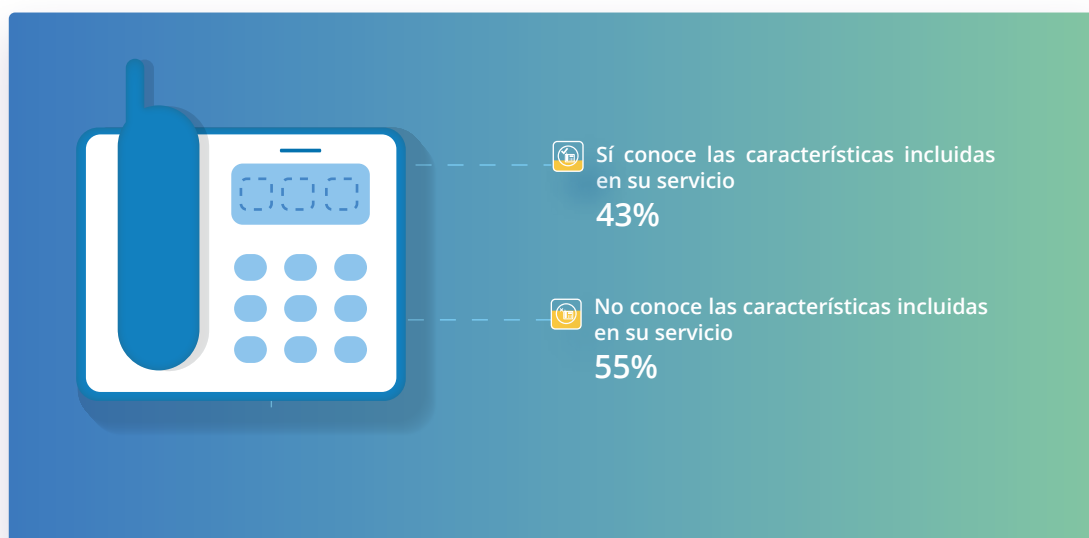 Sí conoce las características incluidas
en su servicio
43%
No conoce las características incluidas
en su servicio
55%